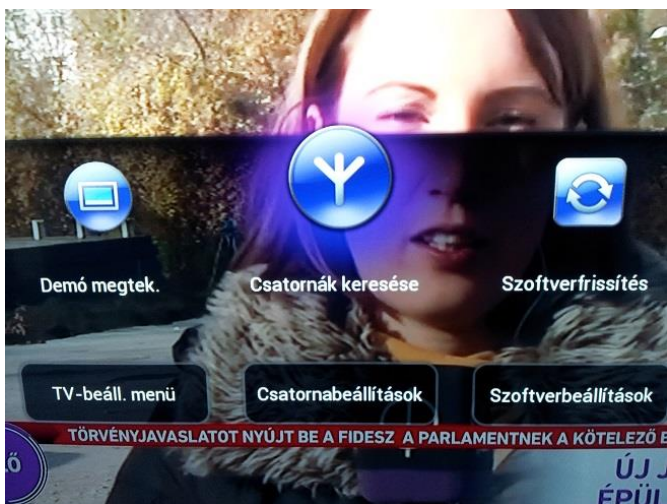 Demó megtek.
Csatornák keresése
Szoftverfrissítés
TV-beáll. menü
Csatornabeállítások
Szoftverbeállítások
TÖRVÉNYJAVASLATOT NYÚJT BE A FIDESZ A PARLAMENTNEK A KÖTELEZŐ
ÚJ